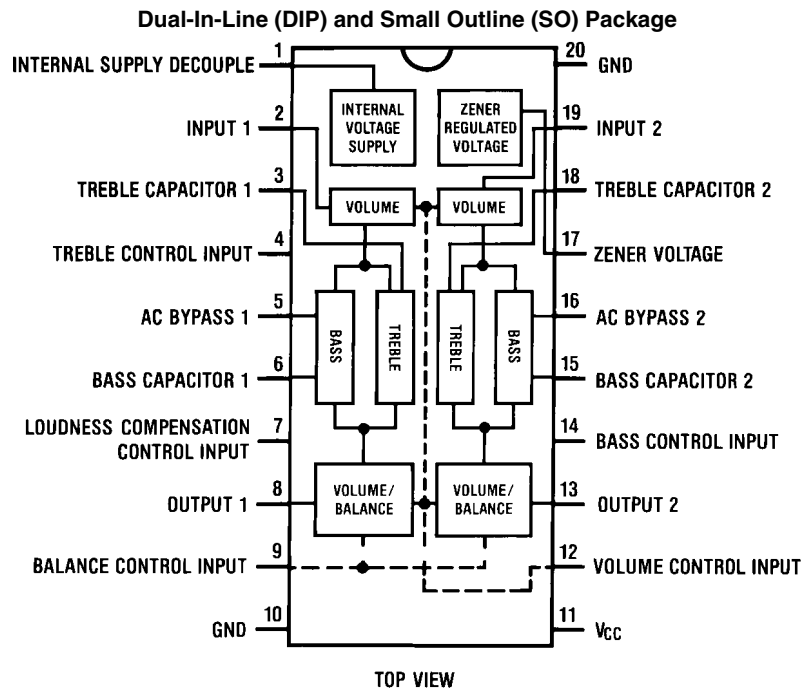 Dual-In-Line (DIP) and Small Outline (SO) Package
1
INTERNAL SUPPLY DECOUPLE
20
GND
INTERNAL
VOLTAGE
SUPPLY
ZENER
REGULATED
VOLTAGE
2
INPUT 1
19
INPUT 2
3
TREBLE CAPACITOR 1
18
TREBLE CAPACITOR 2
VOLUME
VOLUME
4
TREBLE CONTROL INPUT
17
ZENER VOLTAGE
5
AC BYPASS 1
16
AC BYPASS 2
BASS
TREBLE
TREBLE
BASS
6
BASS CAPACITOR 1
15
BASS CAPACITOR 2
7
LOUDNESS COMPENSATION
CONTROL INPUT
14
BASS CONTROL INPUT
8
OUTPUT 1
VOLUME/
BALANCE
VOLUME/
BALANCE
13
OUTPUT 2
9
BALANCE CONTROL INPUT
12
VOLUME CONTROL INPUT
10
GND
11
VCC
TOP VIEW